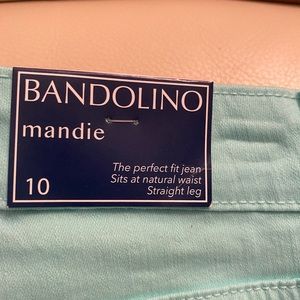 BANDOLINO
mandie
The perfect fit jean
Sits at natural waist
Straight leg
10